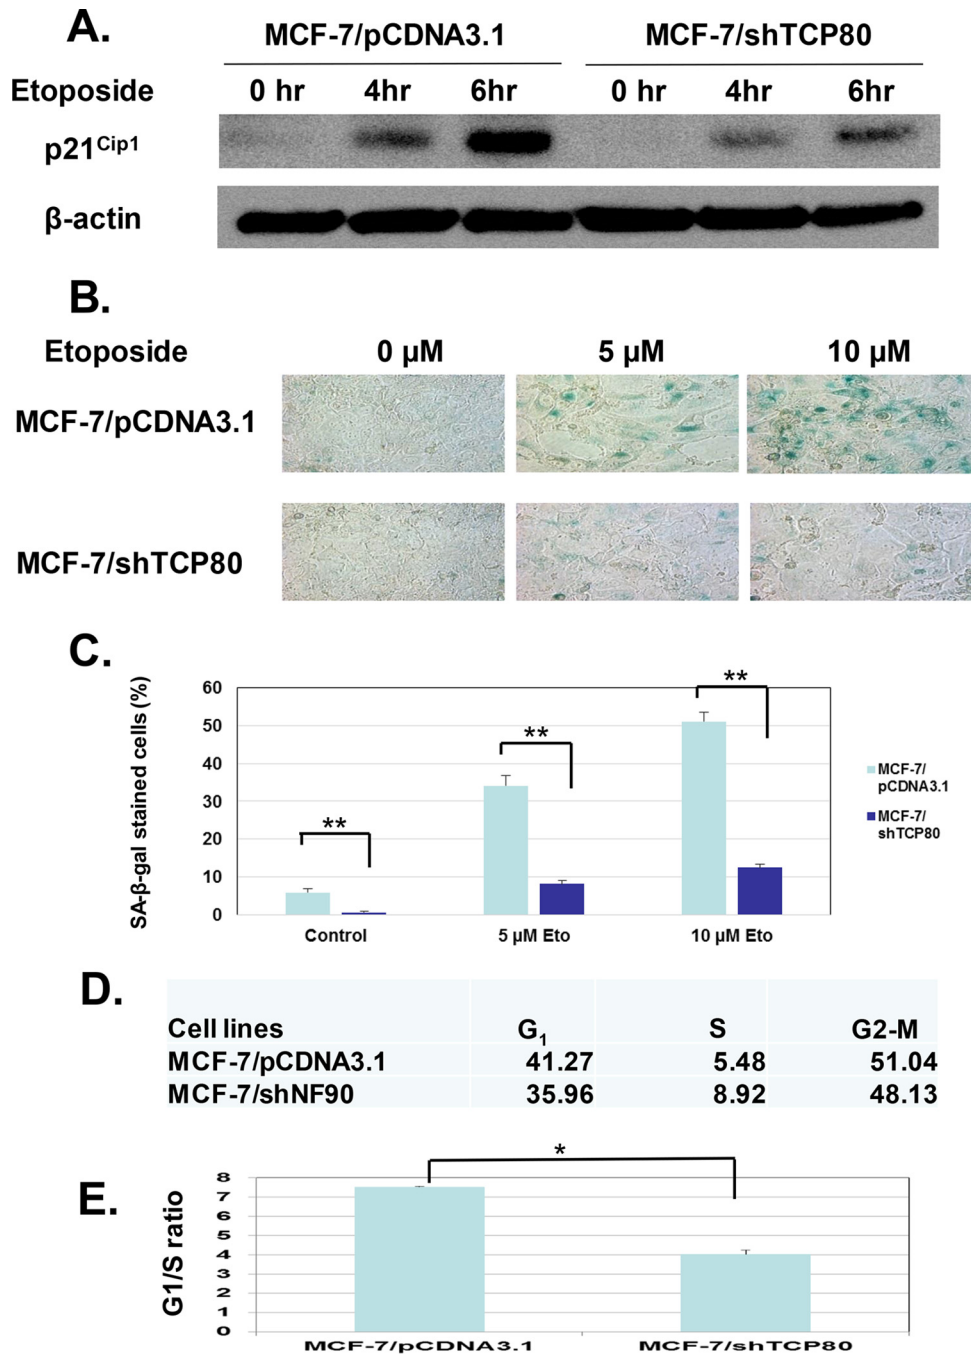 A.
MCF-7/pCDNA3.1 MCF-7/shTCP80
Etoposide 0 hr 4hr 6hr 0 hr 4hr 6hr
p21Cip1
β-actin
B.
Etoposide 0 µM 5 µM 10 µM
MCF-7/pCDNA3.1
MCF-7/shTCP80
C.
SA-β-gal stained cells (%)
60
50
40
30
20
10
0
** ** **
Control 5 µM Eto 10 µM Eto
MCF-7/
pCDNA3.1
MCF-7/
shTCP80
D.
Cell lines G1 S G2-M
MCF-7/pCDNA3.1 41.27 5.48 51.04
MCF-7/shNF90 35.96 8.92 48.13
E.
G1/S ratio
*
8
7
6
5
4
3
2
1
0
MCF-7/pCDNA3.1 MCF-7/shTCP80